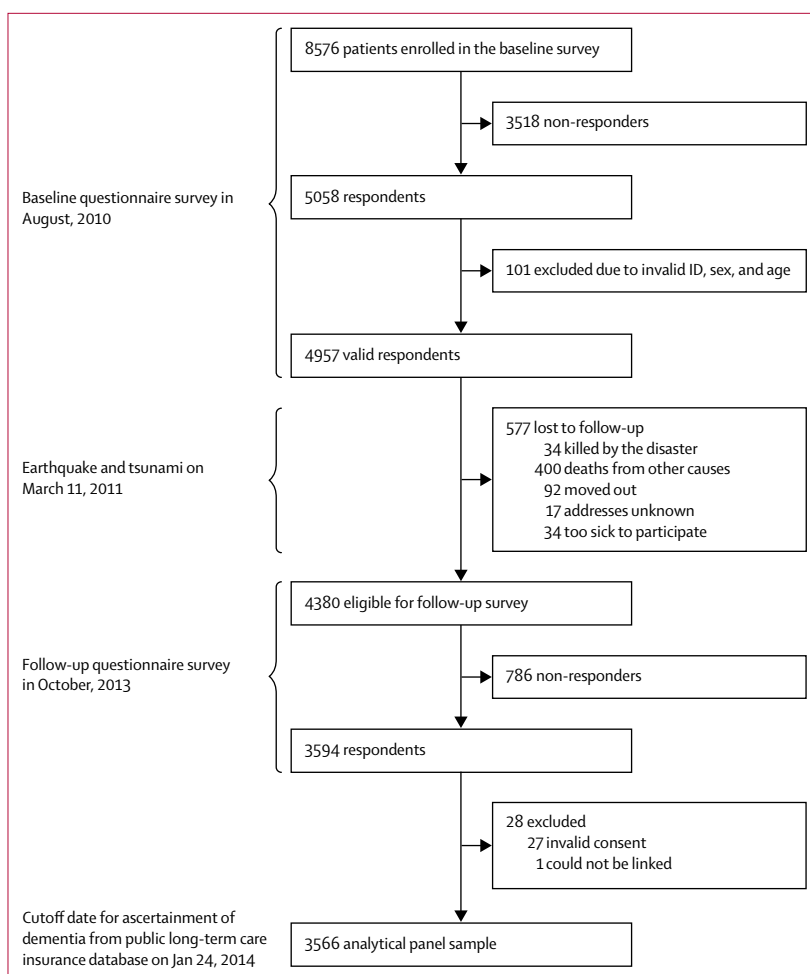 8576 patients enrolled in the baseline survey
3518 non-responders
Baseline questionnaire survey in
August, 2010
5058 respondents
101 excluded due to invalid ID, sex, and age
4957 valid respondents
Earthquake and tsunami on
March 11, 2011
577 lost to follow-up
34 killed by the disaster
400 deaths from other causes
92 moved out
17 addresses unknown
34 too sick to participate
4380 eligible for follow-up survey
Follow-up questionnaire survey
in October, 2013
786 non-responders
3594 respondents
28 excluded
27 invalid consent
1 could not be linked
Cutoff date for ascertainment of
dementia from public long-term care
insurance database on Jan 24, 2014
3566 analytical panel sample